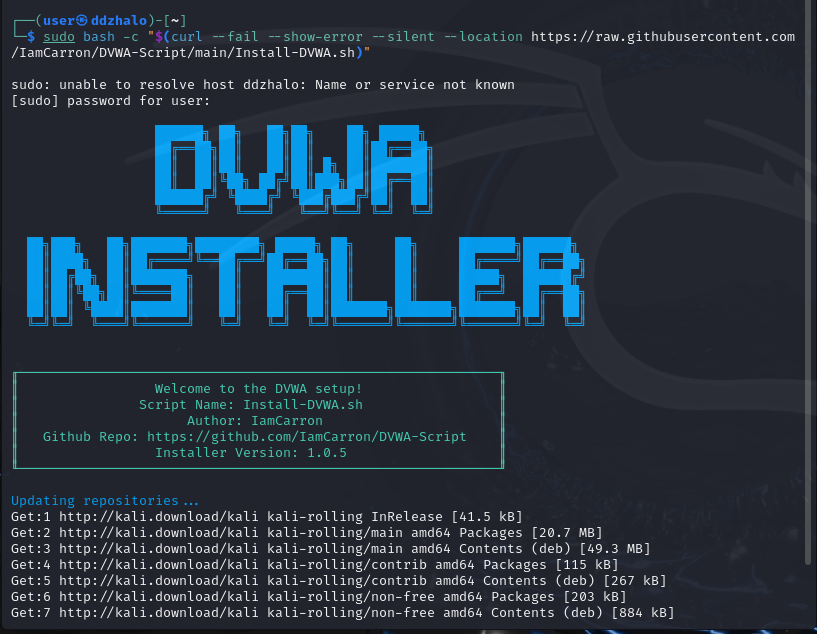 ┌──(user㉿ddzhalo)-[~]
└─$ sudo bash -c "$(curl --fail --show-error --silent --location https://raw.githubusercontent.com
/IamCarron/DVWA-Script/main/Install-DVWA.sh)"
sudo: unable to resolve host ddzhalo: Name or service not known
[sudo] password for user:
DVWA
INSTALLER
Welcome to the DVWA setup!
Script Name: Install-DVWA.sh
Author: IamCarron
Github Repo: https://github.com/IamCarron/DVWA-Script
Installer Version: 1.0.5
Updating repositories...
Get:1 http://kali.download/kali kali-rolling InRelease [41.5 kB]
Get:2 http://kali.download/kali kali-rolling/main amd64 Packages [20.7 MB]
Get:3 http://kali.download/kali kali-rolling/main amd64 Contents (deb) [49.3 MB]
Get:4 http://kali.download/kali kali-rolling/contrib amd64 Packages [115 kB]
Get:5 http://kali.download/kali kali-rolling/contrib amd64 Contents (deb) [267 kB]
Get:6 http://kali.download/kali kali-rolling/non-free amd64 Packages [203 kB]
Get:7 http://kali.download/kali kali-rolling/non-free amd64 Contents (deb) [884 kB]